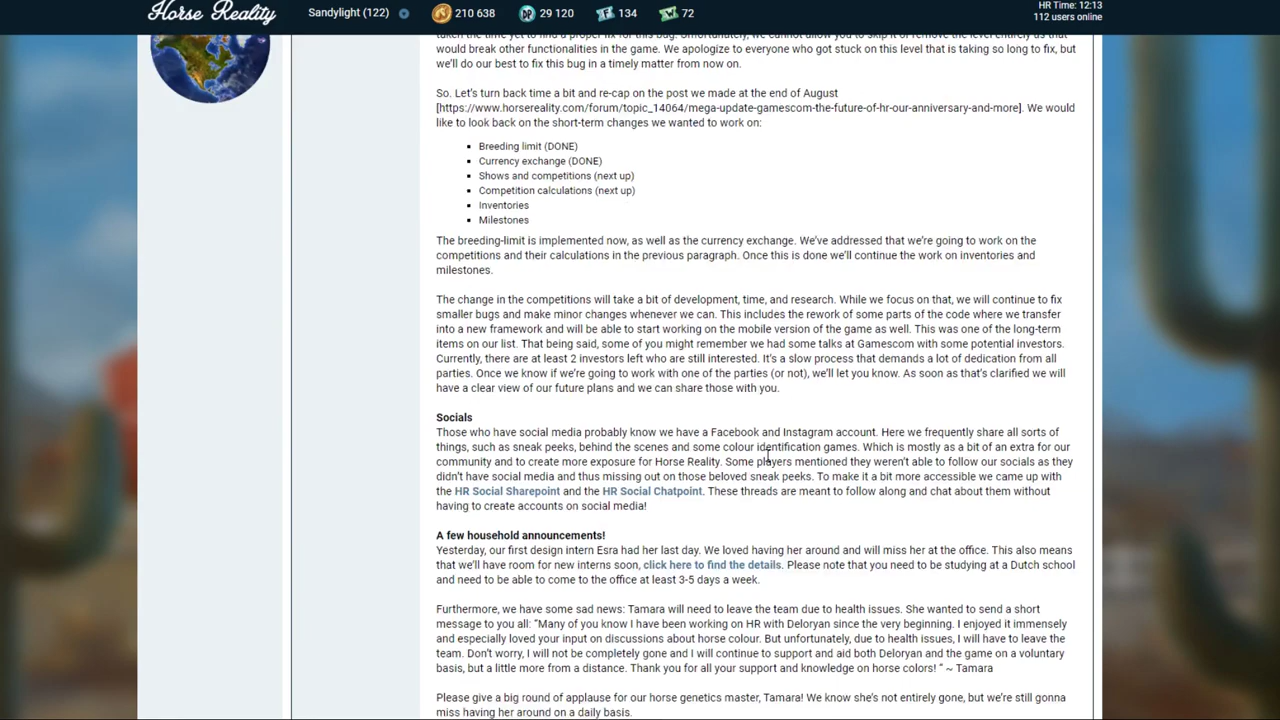 Horse Reality
Sandylight (122)
210 638
29 120
134
72
HR Time: 12:13
112 users online
taken the time yet to find a proper fix for this bug. Unfortunately, we cannot allow you to skip it or remove the level entirely as that
would break other functionalities in the game. We apologize to everyone who got stuck on this level that is taking so long to fix, but
we'll do our best to fix this bug in a timely matter from now on.
So. Let's turn back time a bit and re-cap on the post we made at the end of August
[https://www.horsereality.com/forum/topic_14064/mega-update-gamescom-the-future-of-hr-our-anniversary-and-more]. We would
like to look back on the short-term changes we wanted to work on:
Breeding limit (DONE)
Currency exchange (DONE)
Shows and competitions (next up)
Competition calculations (next up)
Inventories
Milestones
The breeding-limit is implemented now, as well as the currency exchange. We've addressed that we're going to work on the
competitions and their calculations in the previous paragraph. Once this is done we'll continue the work on inventories and
milestones.
The change in the competitions will take a bit of development, time, and research. While we focus on that, we will continue to fix
smaller bugs and make minor changes whenever we can. This includes the rework of some parts of the code where we transfer
into a new framework and will be able to start working on the mobile version of the game as well. This was one of the long-term
items on our list. That being said, some of you might remember we had some talks at Gamescom with some potential investors.
Currently, there are at least 2 investors left who are still interested. It's a slow process that demands a lot of dedication from all
parties. Once we know if we're going to work with one of the parties (or not), we'll let you know. As soon as that's clarified we will
have a clear view of our future plans and we can share those with you.
Socials
Those who have social media probably know we have a Facebook and Instagram account. Here we frequently share all sorts of
things, such as sneak peeks, behind the scenes and some colour identification games. Which is mostly as a bit of an extra for our
community and to create more exposure for Horse Reality. Some players mentioned they weren't able to follow our socials as they
didn't have social media and thus missing out on those beloved sneak peeks. To make it a bit more accessible we came up with
the HR Social Sharepoint and the HR Social Chatpoint. These threads are meant to follow along and chat about them without
having to create accounts on social media!
A few household announcements!
Yesterday, our first design intern Esra had her last day. We loved having her around and will miss her at the office. This also means
that we'll have room for new interns soon, click here to find the details. Please note that you need to be studying at a Dutch school
and need to be able to come to the office at least 3-5 days a week.
Furthermore, we have some sad news: Tamara will need to leave the team due to health issues. She wanted to send a short
message to you all: "Many of you know I have been working on HR with Deloryan since the very beginning. I enjoyed it immensely
and especially loved your input on discussions about horse colour. But unfortunately, due to health issues, I will have to leave the
team. Don't worry, I will not be completely gone and I will continue to support and aid both Deloryan and the game on a voluntary
basis, but a little more from a distance. Thank you for all your support and knowledge on horse colors! " ~ Tamara
Please give a big round of applause for our horse genetics master, Tamara! We know she's not entirely gone, but we're still gonna
miss having her around on a daily basis.